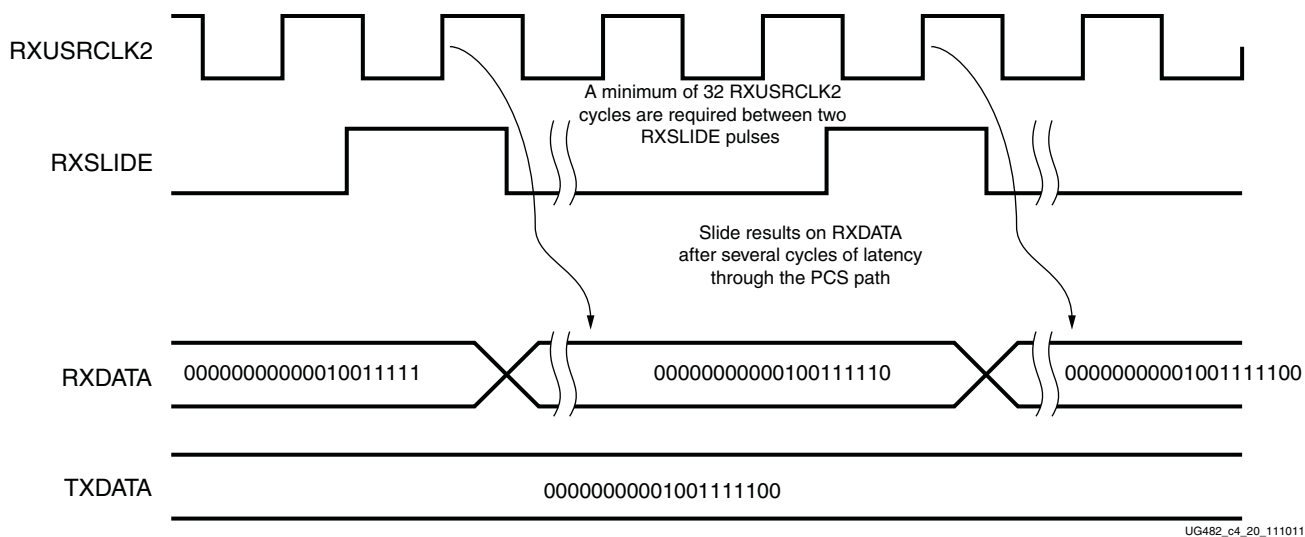 RXUSRCLK2
A minimum of 32 RXUSRCLK2
cycles are required between two
RXSLIDE pulses
RXSLIDE
Slide results on RXDATA
after several cycles of latency
through the PCS path
RXDATA
00000000000010011111
00000000000100111110
00000000001001111100
TXDATA
00000000001001111100
UG482_c4_20_111011